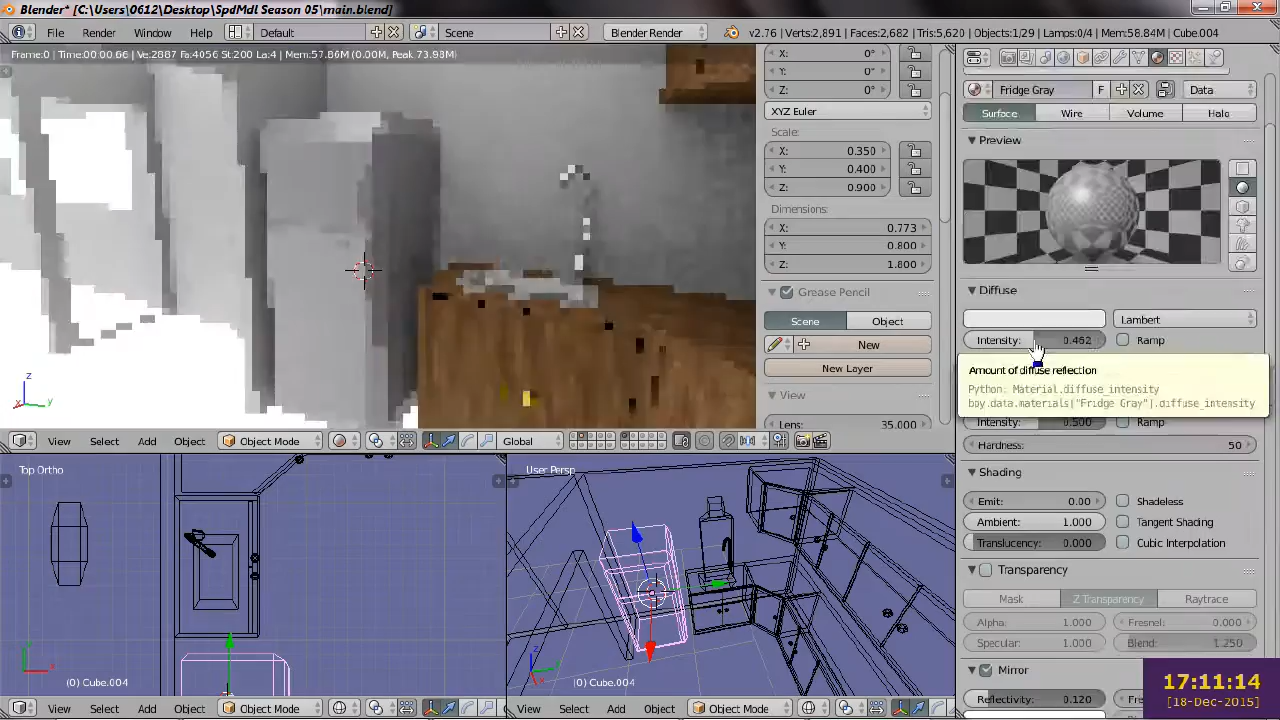 Blender* [C:\Users\0612\Desktop\SpdMdl Season 05\main.blend]
File Render Window Help Default Scene Blender Render v2.76 | Verts:2,891 | Faces:2,682 | Tris:5,620 | Objects:1/29 | Lamps:0/4 | Mem:58.84M | Cube.004
Frame:0 | Time:00:00.66 | Ve:2887 Fa:4056 St:200 La:4 | Mem:57.86M (0.00M, Peak 73.98M)
X: 0°
Y: 0°
Z: 0°
XYZ Euler
Scale:
X: 0.350
Y: 0.400
Z: 0.900
Dimensions:
X: 0.773
Y: 0.800
Z: 1.800
Grease Pencil
Scene Object
New
New Layer
View
Lens: 35.000
Fridge Gray F Data
Surface Wire Volume Halo
Preview
Diffuse
Lambert
Intensity: 0.462 Ramp
Amount of diffuse reflection
Python: Material.diffuse_intensity
bpy.data.materials["Fridge Gray"].diffuse_intensity
Intensity: 0.500 Ramp
Hardness: 50
Shading
Emit: 0.00 Shadeless
Ambient: 1.000 Tangent Shading
Translucency: 0.000 Cubic Interpolation
Transparency
Mask Z Transparency Raytrace
Alpha: 1.000 Fresnel: 0.000
Specular: 1.000 Blend: 1.250
Mirror
Reflectivity: 0.120
z
x y
View Select Add Object Object Mode Global
Top Ortho
y
x
(0) Cube.004
View Select Add Object Object Mode
User Persp
z
y
x
(0) Cube.004
View Select Add Object Object Mode
17:11:14
[18-Dec-2015]